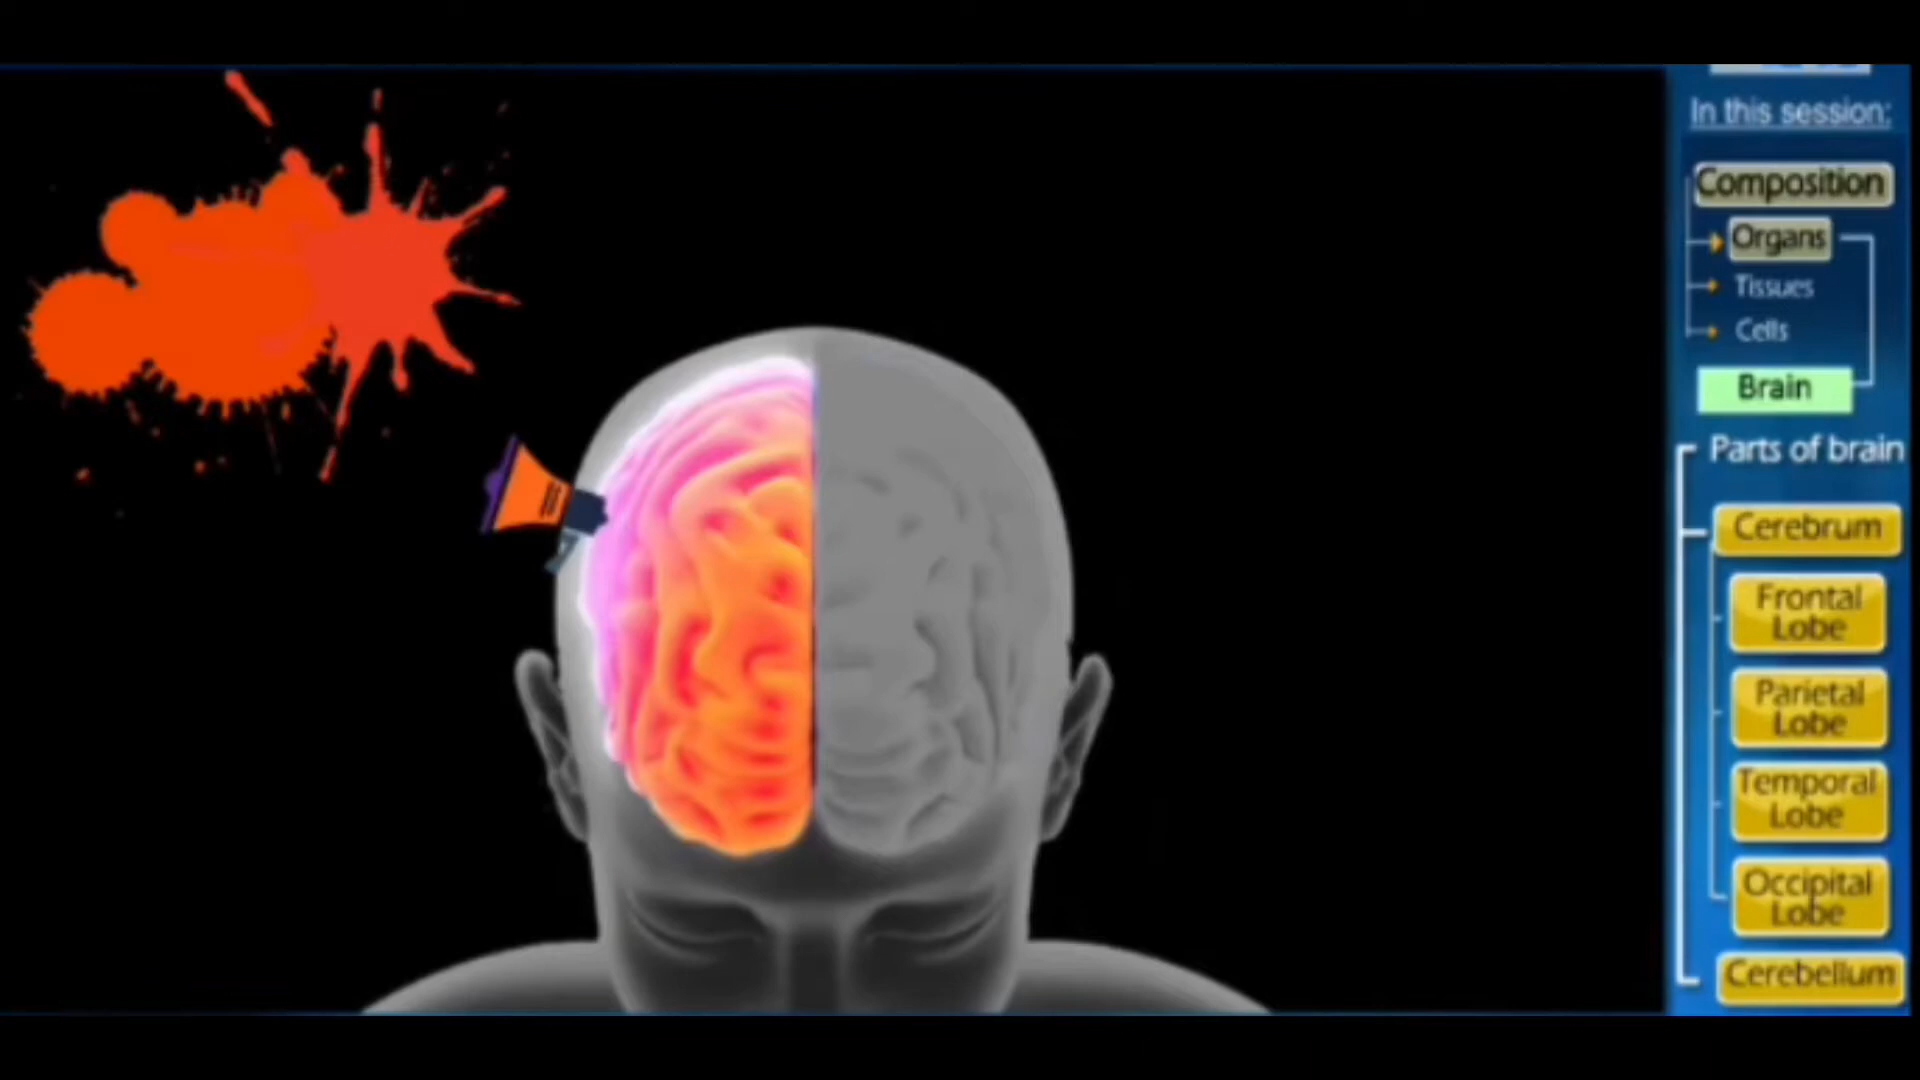 In this session:
Composition
Organs
Tissues
Cells
Brain
Parts of brain
Cerebrum
Frontal
Lobe
Parietal
Lobe
Temporal
Lobe
Occipital
Lobe
Cerebellum